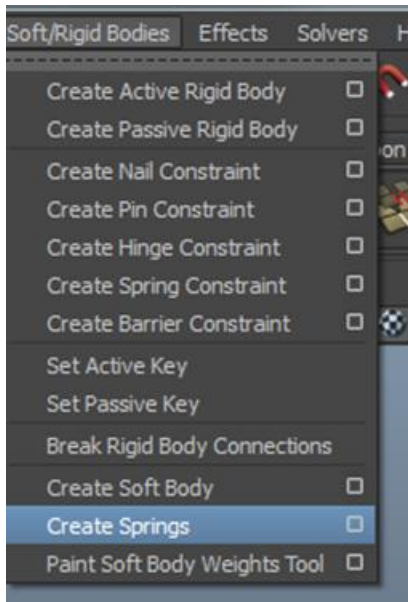 Soft/Rigid Bodies Effects Solvers H
Create Active Rigid Body
Create Passive Rigid Body
on
Create Nail Constraint
Create Pin Constraint
Create Hinge Constraint
Create Spring Constraint
Create Barrier Constraint
Set Active Key
Set Passive Key
Break Rigid Body Connections
Create Soft Body
Create Springs
Paint Soft Body Weights Tool